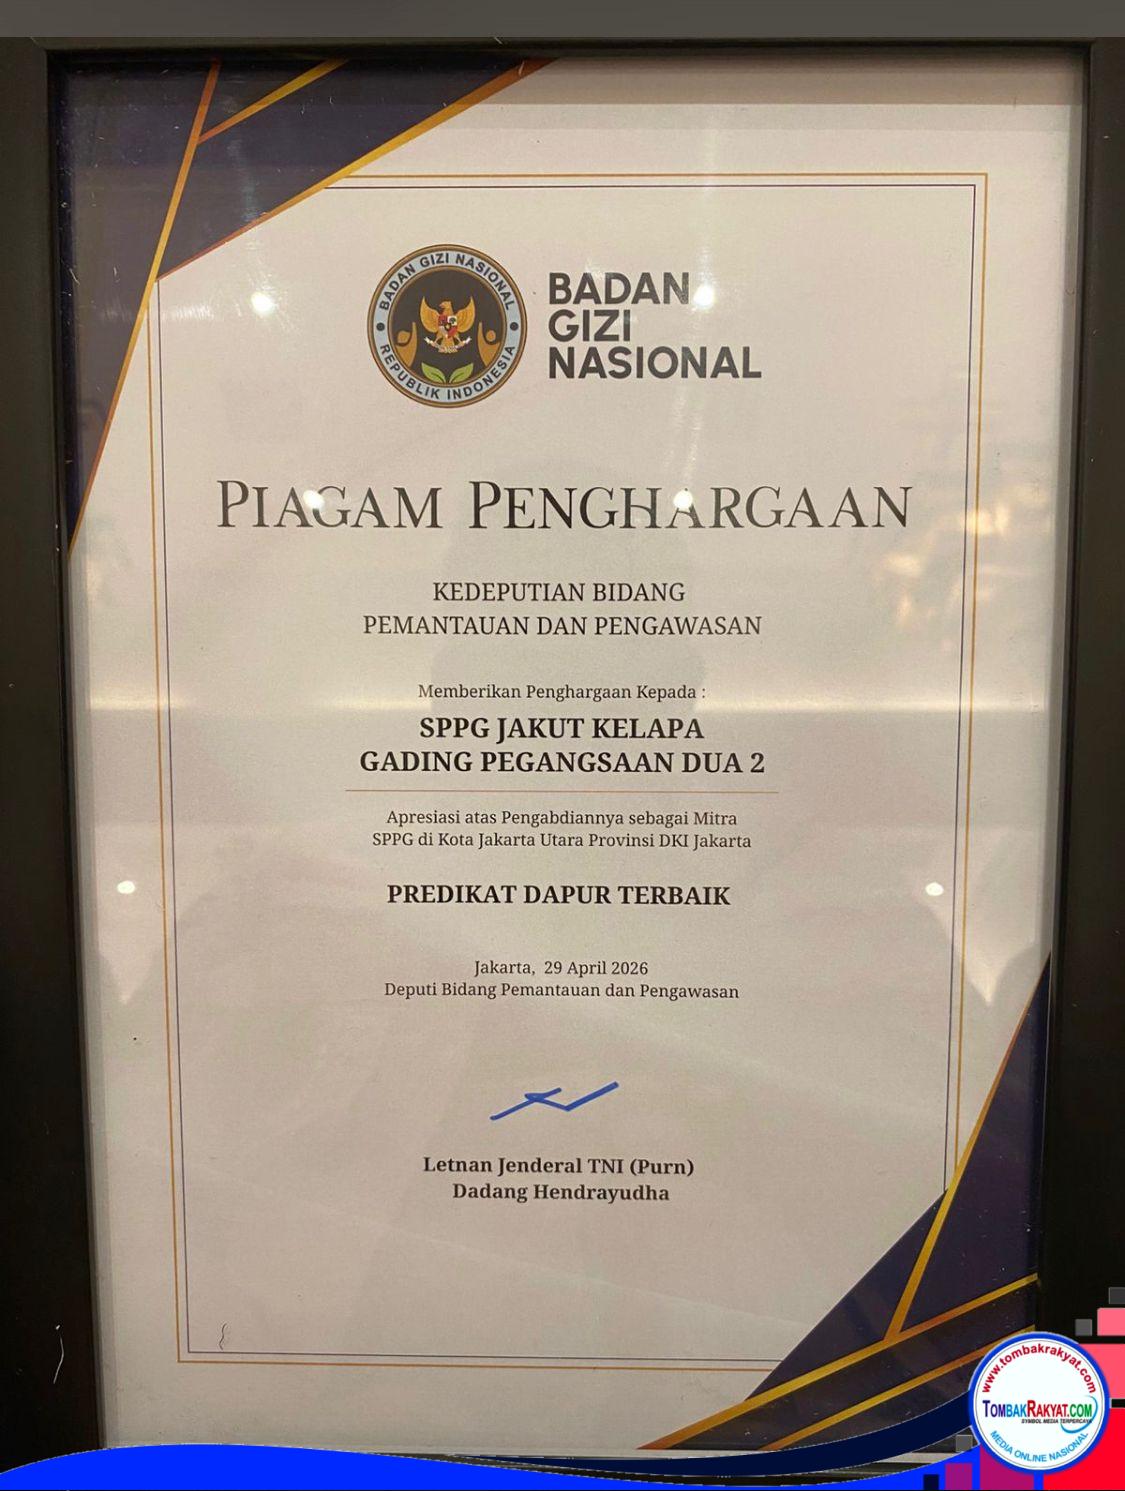 BADAN GIZI NASIONAL
REPUBLIK INDONESIA
BADAN
GIZI
NASIONAL
PIAGAM PENGHARGAAN
KEDEPUTIAN BIDANG
PEMANTAUAN DAN PENGAWASAN
Memberikan Penghargaan Kepada :
SPPG JAKUT KELAPA
GADING PEGANGSAAN DUA 2
Apresiasi atas Pengabdiannya sebagai Mitra
SPPG di Kota Jakarta Utara Provinsi DKI Jakarta
PREDIKAT DAPUR TERBAIK
Jakarta, 29 April 2026
Deputi Bidang Pemantauan dan Pengawasan
Letnan Jenderal TNI (Purn)
Dadang Hendrayudha
www.tombakrakyat.com
TOMBAKRAKYAT.COM
SYMBOL MEDIA TERPERCAYA
MEDIA ONLINE NASIONAL